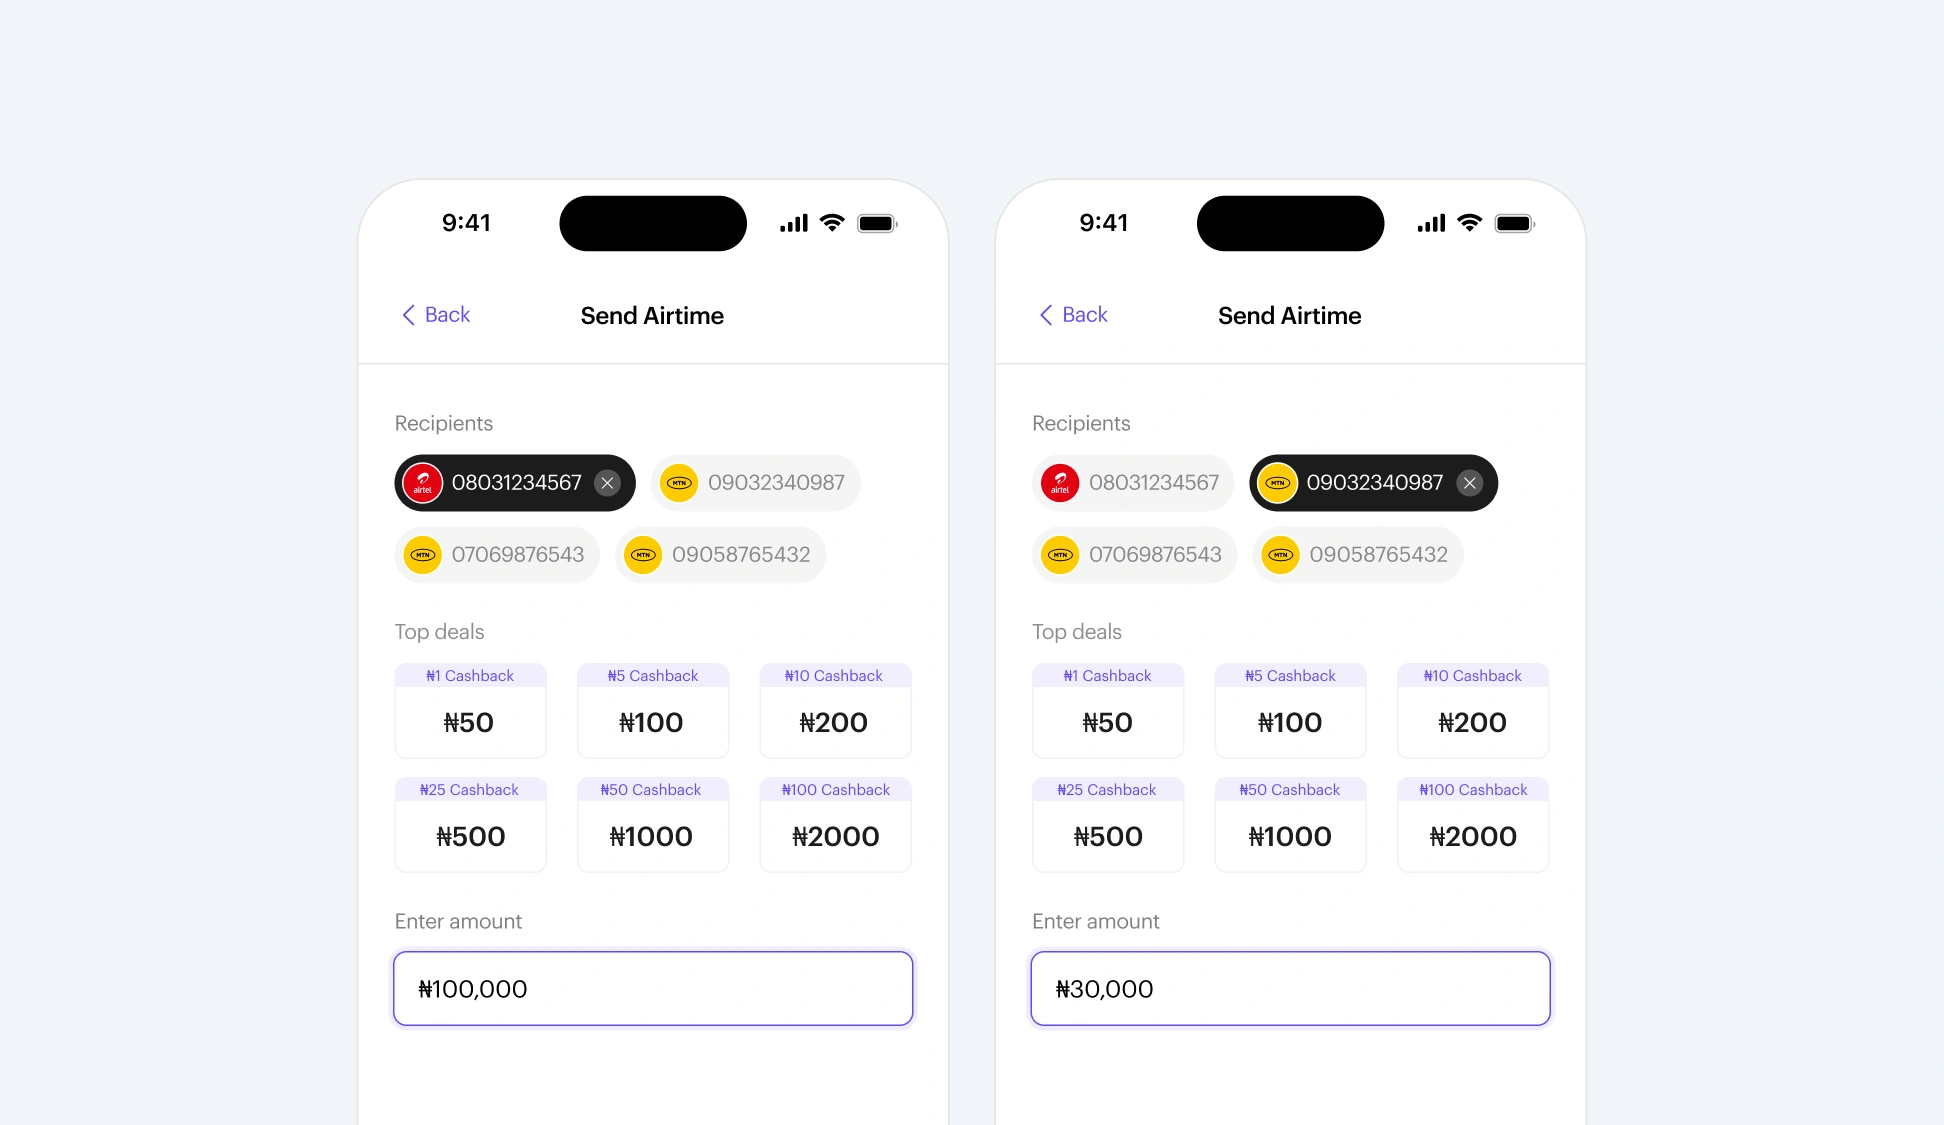 9:41
Back
Send Airtime
Recipients
airtel 08031234567
MTN 09032340987
MTN 07069876543
MTN 09058765432
Top deals
₦1 Cashback
₦50
₦5 Cashback
₦100
₦10 Cashback
₦200
₦25 Cashback
₦500
₦50 Cashback
₦1000
₦100 Cashback
₦2000
Enter amount
₦100,000
9:41
Back
Send Airtime
Recipients
airtel 08031234567
MTN 09032340987
MTN 07069876543
MTN 09058765432
Top deals
₦1 Cashback
₦50
₦5 Cashback
₦100
₦10 Cashback
₦200
₦25 Cashback
₦500
₦50 Cashback
₦1000
₦100 Cashback
₦2000
Enter amount
₦30,000